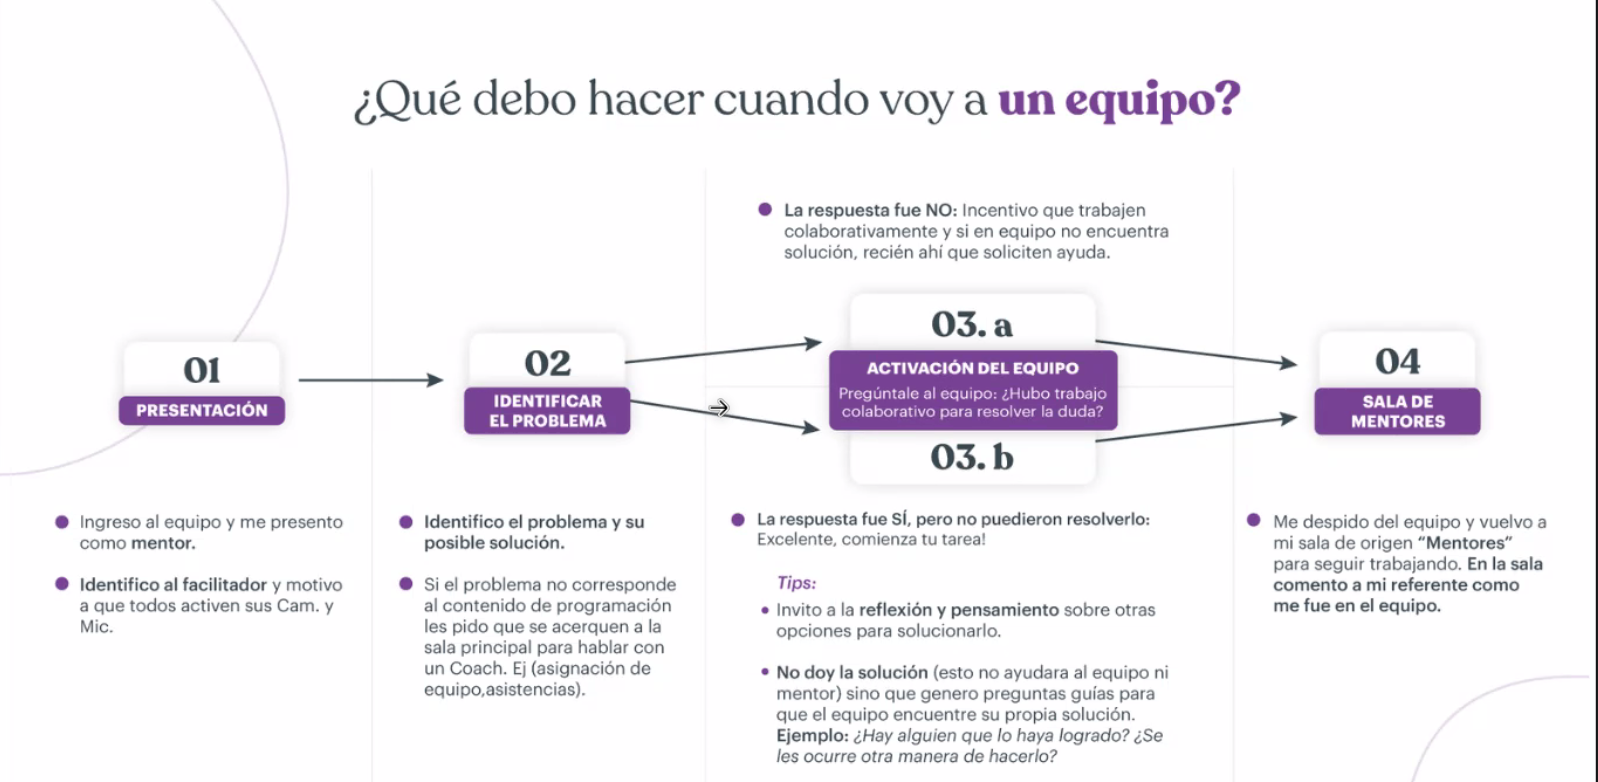 ¿Qué debo hacer cuando voy a un equipo?
01
PRESENTACIÓN
Ingreso al equipo y me presento
como mentor.
Identifico al facilitador y motivo
a que todos activen sus Cam. y
Mic.
02
IDENTIFICAR
EL PROBLEMA
Identifico el problema y su
posible solución.
Si el problema no corresponde
al contenido de programación
les pido que se acerquen a la
sala principal para hablar con
un Coach. Ej (asignación de
equipo,asistencias).
La respuesta fue NO: Incentivo que trabajen
colaborativamente y si en equipo no encuentra
solución, recién ahí que soliciten ayuda.
03. a
ACTIVACIÓN DEL EQUIPO
Pregúntale al equipo: ¿Hubo trabajo
colaborativo para resolver la duda?
03. b
La respuesta fue SÍ, pero no puedieron resolverlo:
Excelente, comienza tu tarea!
Tips:
Invito a la reflexión y pensamiento sobre otras
opciones para solucionarlo.
No doy la solución (esto no ayudara al equipo ni
mentor) sino que genero preguntas guías para
que el equipo encuentre su propia solución.
Ejemplo: ¿Hay alguien que lo haya logrado? ¿Se
les ocurre otra manera de hacerlo?
04
SALA DE
MENTORES
Me despido del equipo y vuelvo a
mi sala de origen “Mentores”
para seguir trabajando. En la sala
comento a mi referente como
me fue en el equipo.